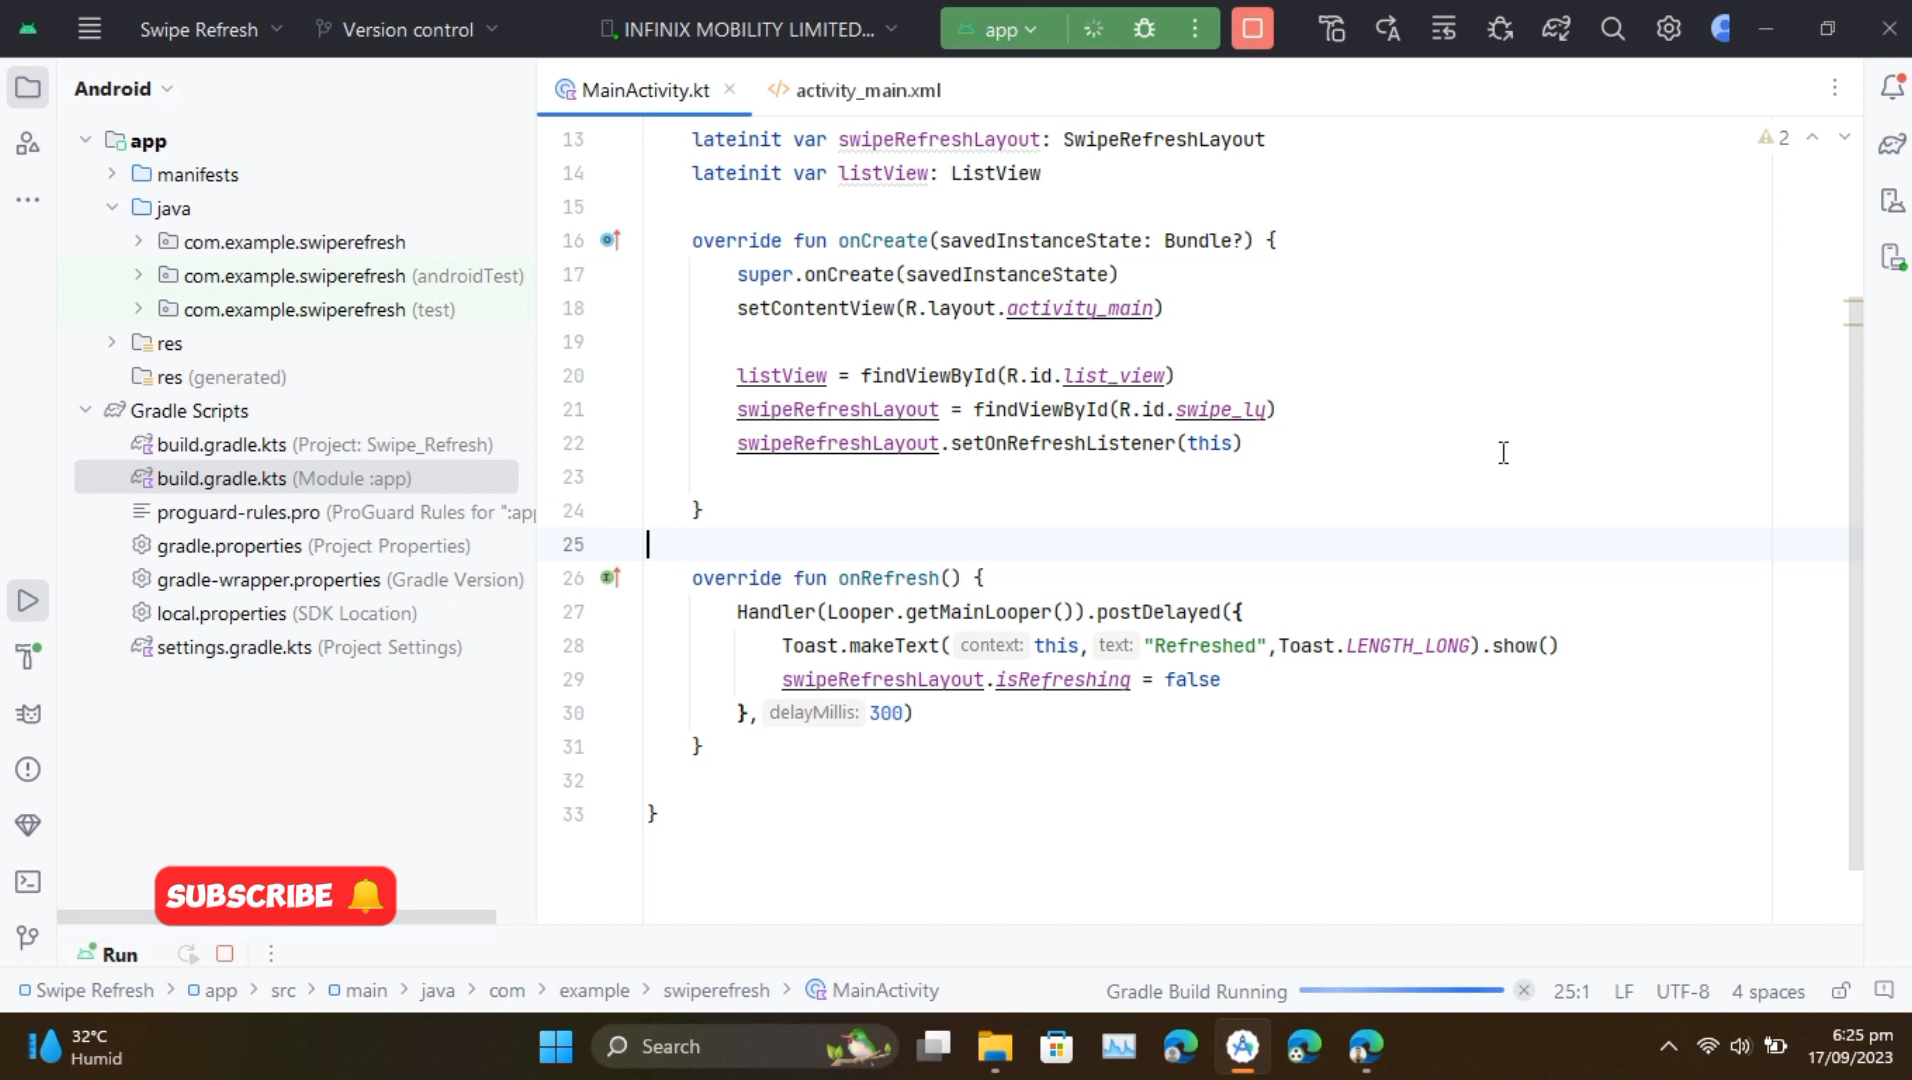 Swipe Refresh
Version control
INFINIX MOBILITY LIMITED...
app
Android
MainActivity.kt
activity_main.xml
app
manifests
java
com.example.swiperefresh
com.example.swiperefresh (androidTest)
com.example.swiperefresh (test)
res
res (generated)
Gradle Scripts
build.gradle.kts (Project: Swipe_Refresh)
build.gradle.kts (Module :app)
proguard-rules.pro (ProGuard Rules for ":app
gradle.properties (Project Properties)
gradle-wrapper.properties (Gradle Version)
local.properties (SDK Location)
settings.gradle.kts (Project Settings)
2
13 lateinit var swipeRefreshLayout: SwipeRefreshLayout
14 lateinit var listView: ListView
15
16 override fun onCreate(savedInstanceState: Bundle?) {
17 super.onCreate(savedInstanceState)
18 setContentView(R.layout.activity_main)
19
20 listView = findViewById(R.id.list_view)
21 swipeRefreshLayout = findViewById(R.id.swipe_ly)
22 swipeRefreshLayout.setOnRefreshListener(this)
23
24 }
25
26 override fun onRefresh() {
27 Handler(Looper.getMainLooper()).postDelayed({
28 Toast.makeText( context: this, text: "Refreshed",Toast.LENGTH_LONG).show()
29 swipeRefreshLayout.isRefreshing = false
30 }, delayMillis: 300)
31 }
32
33 }
SUBSCRIBE
Run
Swipe Refresh > app > src > main > java > com > example > swiperefresh > MainActivity
Gradle Build Running
25:1 LF UTF-8 4 spaces
32°C
Humid
Search
6:25 pm
17/09/2023